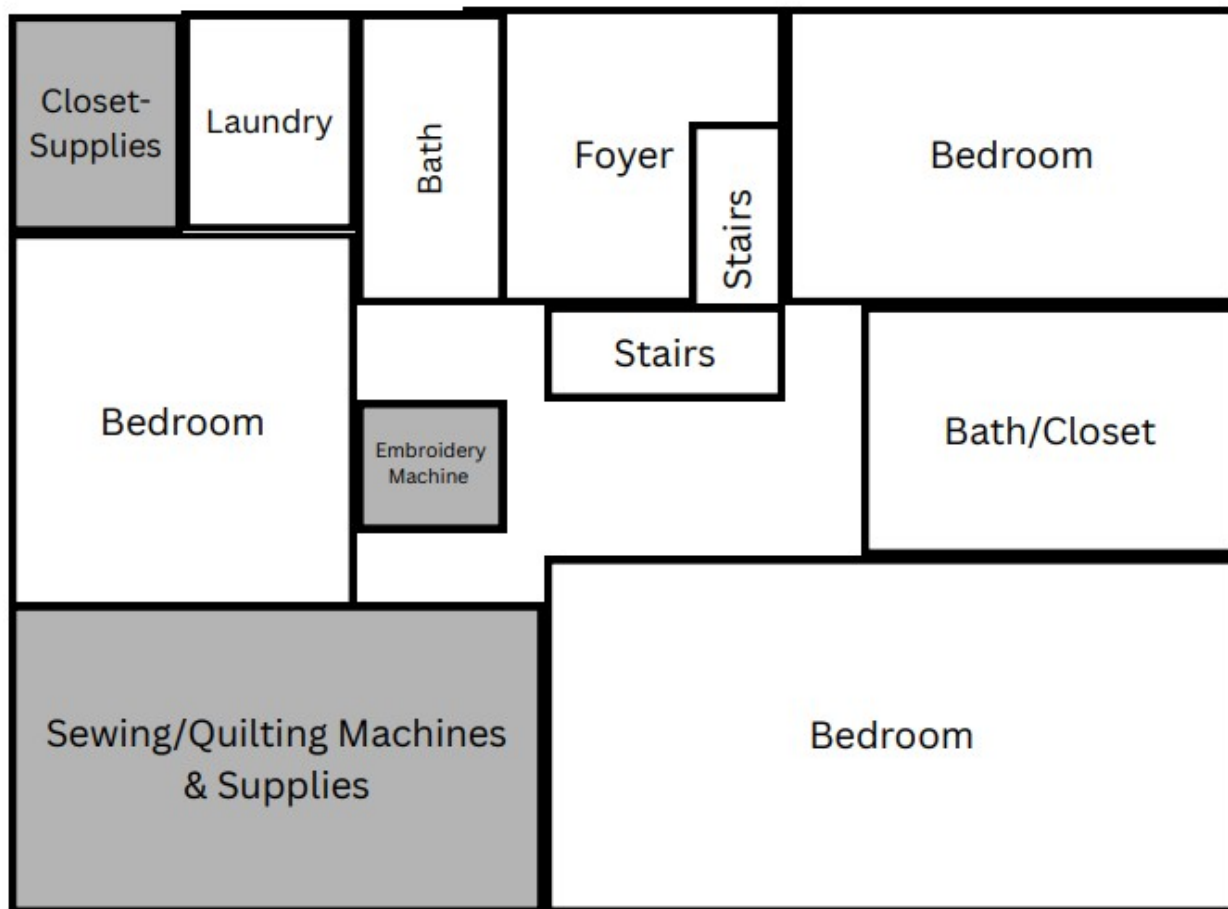 Closet-
Supplies
Laundry
Bath
Foyer
Stairs
Bedroom
Stairs
Bedroom
Embroidery
Machine
Bath/Closet
Sewing/Quilting Machines
& Supplies
Bedroom